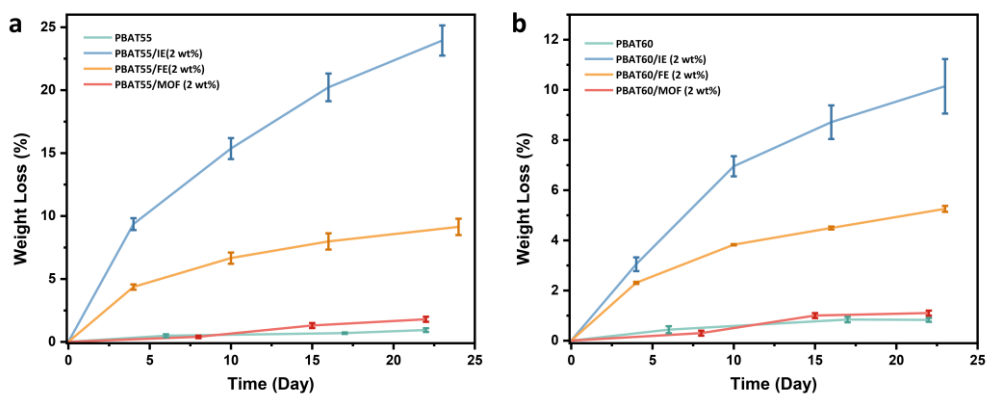 a
25
20
15
10
5
0
Weight Loss (%)
PBAT55
PBAT55/IE(2 wt%)
PBAT55/FE(2 wt%)
PBAT55/MOF (2 wt%)
0 5 10 15 20 25
Time (Day)
b
12
10
8
6
4
2
0
Weight Loss (%)
PBAT60
PBAT60/IE (2 wt%)
PBAT60/FE (2 wt%)
PBAT60/MOF (2 wt%)
0 5 10 15 20 25
Time (Day)